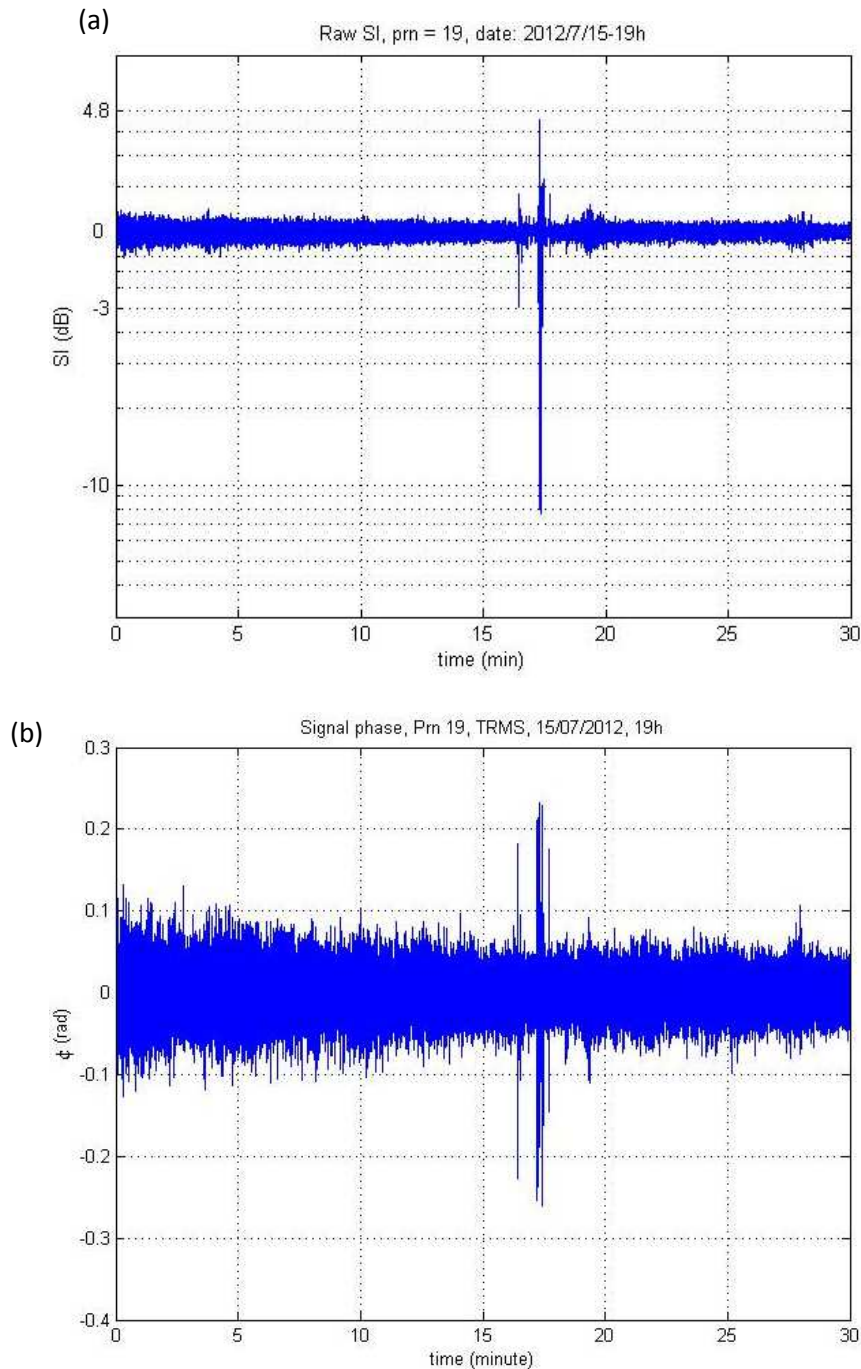 (a)
Raw SI, prn = 19, date: 2012/7/15-19h
4.8
0
-3
-10
SI (dB)
0 5 10 15 20 25 30
time (min)
(b)
Signal phase, Prn 19, TRMS, 15/07/2012, 19h
0.3
0.2
0.1
0
-0.1
-0.2
-0.3
-0.4
ϕ (rad)
0 5 10 15 20 25 30
time (minute)